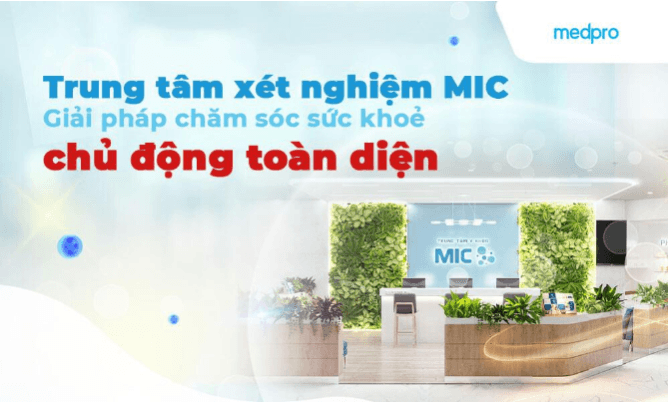 medpro
Trung tâm xét nghiệm MIC
Giải pháp chăm sóc sức khoẻ
chủ động toàn diện
MIC